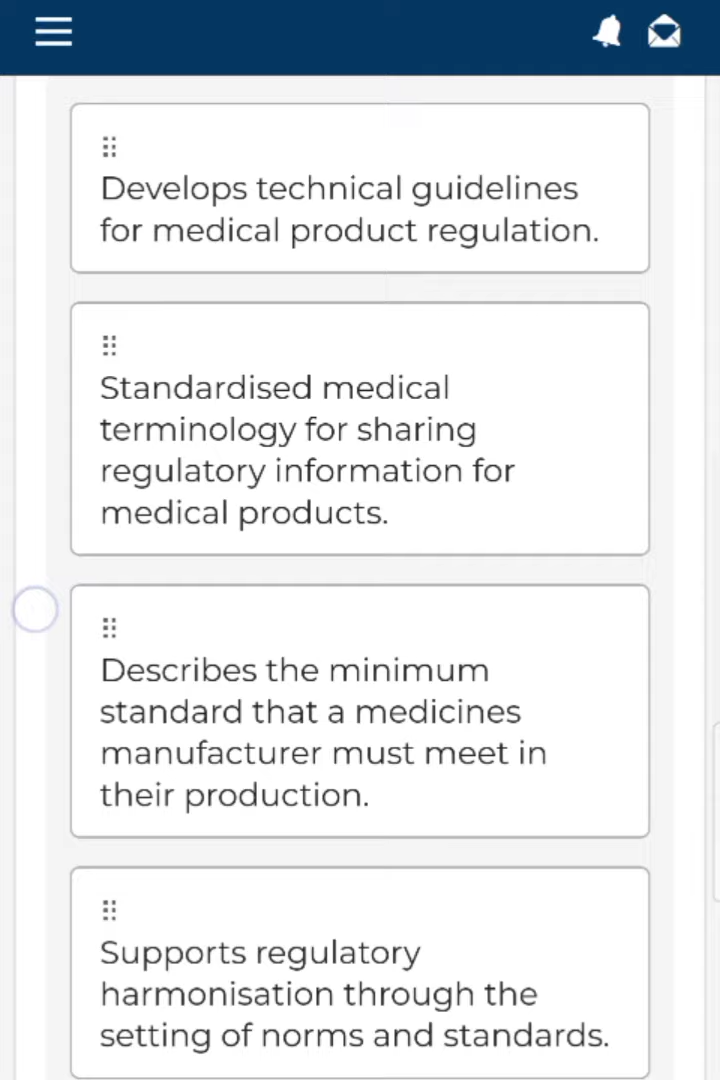 Develops technical guidelines
for medical product regulation.
Standardised medical
terminology for sharing
regulatory information for
medical products.
Describes the minimum
standard that a medicines
manufacturer must meet in
their production.
Supports regulatory
harmonisation through the
setting of norms and standards.